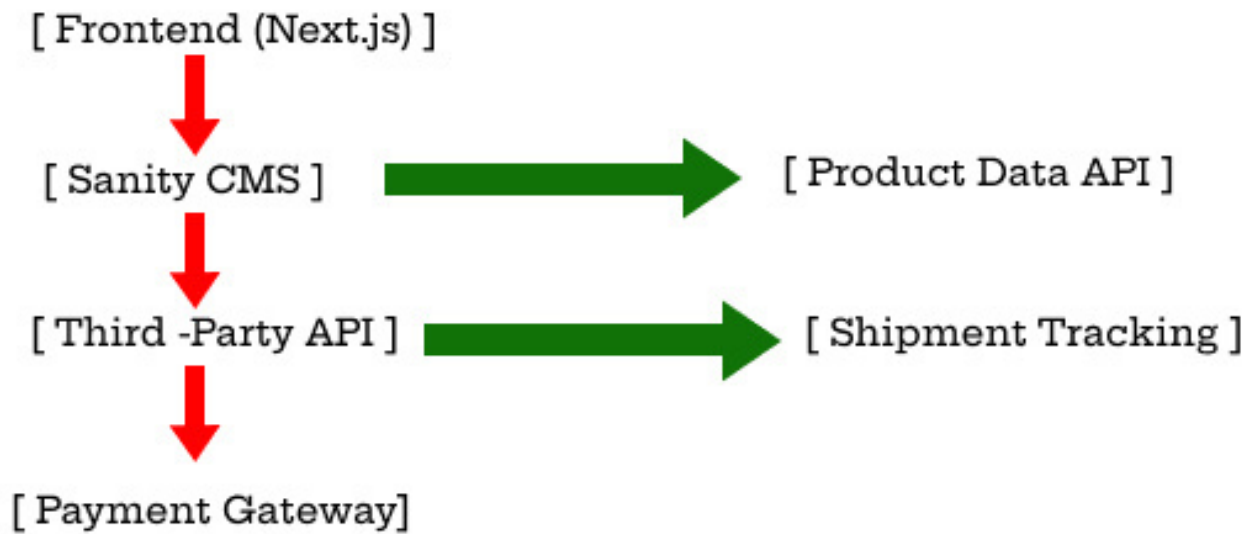 [ Frontend (Next.js) ]
[ Sanity CMS ]
[ Product Data API ]
[ Third -Party API ]
[ Shipment Tracking ]
[ Payment Gateway]